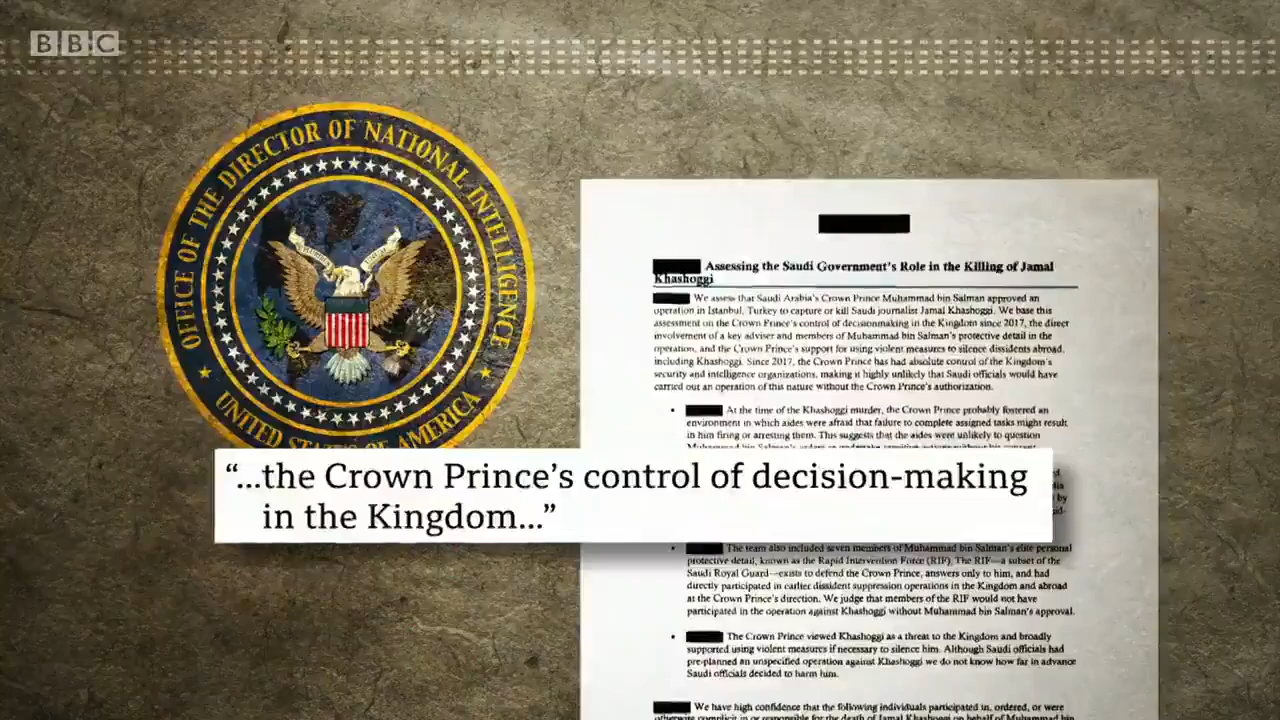 BBC
OFFICE OF THE DIRECTOR OF NATIONAL INTELLIGENCE
UNITED STATES OF AMERICA
Assessing the Saudi Government's Role in the Killing of Jamal
Khashoggi
We assess that Saudi Arabia's Crown Prince Muhammad bin Salman approved an
operation in Istanbul, Turkey to capture or kill Saudi journalist Jamal Khashoggi. We base this
assessment on the Crown Prince's control of decisionmaking in the Kingdom since 2017, the direct
involvement of a key adviser and members of Muhammad bin Salman's protective detail in the
operation, and the Crown Prince's support for using violent measures to silence dissidents abroad,
including Khashoggi. Since 2017, the Crown Prince has had absolute control of the Kingdom's
security and intelligence organizations, making it highly unlikely that Saudi officials would have
carried out an operation of this nature without the Crown Prince's authorization.
• At the time of the Khashoggi murder, the Crown Prince probably fostered an
environment in which aides were afraid that failure to complete assigned tasks might result
in him firing or arresting them. This suggests that the aides were unlikely to question
“...the Crown Prince’s control of decision-making
in the Kingdom...”
by
• The team also included seven members of Muhammad bin Salman's elite personal
protective detail, known as the Rapid Intervention Force (RIF). The RIF—a subset of the
Saudi Royal Guard—exists to defend the Crown Prince, answers only to him, and had
directly participated in earlier dissident suppression operations in the Kingdom and abroad
at the Crown Prince's direction. We judge that members of the RIF would not have
participated in the operation against Khashoggi without Muhammad bin Salman's approval.
• The Crown Prince viewed Khashoggi as a threat to the Kingdom and broadly
supported using violent measures if necessary to silence him. Although Saudi officials had
pre-planned an unspecified operation against Khashoggi we do not know how far in advance
Saudi officials decided to harm him.
We have high confidence that the following individuals participated in, ordered, or were